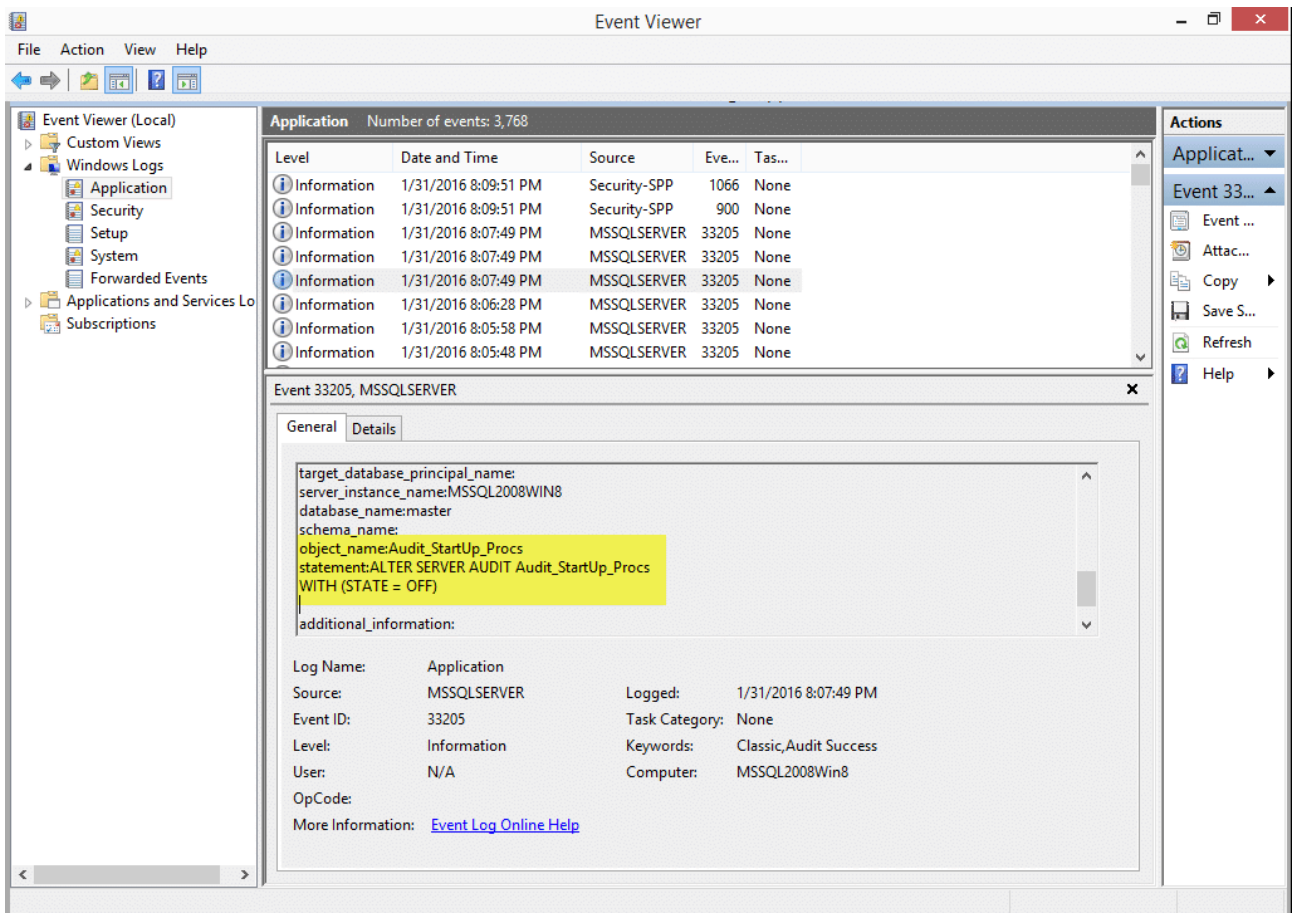 Event Viewer
File Action View Help
Event Viewer (Local)
Custom Views
Windows Logs
Application
Security
Setup
System
Forwarded Events
Applications and Services Lo
Subscriptions
Application Number of events: 3,768
Level Date and Time Source Eve... Tas...
Information 1/31/2016 8:09:51 PM Security-SPP 1066 None
Information 1/31/2016 8:09:51 PM Security-SPP 900 None
Information 1/31/2016 8:07:49 PM MSSQLSERVER 33205 None
Information 1/31/2016 8:07:49 PM MSSQLSERVER 33205 None
Information 1/31/2016 8:07:49 PM MSSQLSERVER 33205 None
Information 1/31/2016 8:06:28 PM MSSQLSERVER 33205 None
Information 1/31/2016 8:05:58 PM MSSQLSERVER 33205 None
Information 1/31/2016 8:05:48 PM MSSQLSERVER 33205 None
Event 33205, MSSQLSERVER
General Details
target_database_principal_name:
server_instance_name:MSSQL2008WIN8
database_name:master
schema_name:
object_name:Audit_StartUp_Procs
statement:ALTER SERVER AUDIT Audit_StartUp_Procs
WITH (STATE = OFF)
additional_information:
Log Name: Application
Source: MSSQLSERVER Logged: 1/31/2016 8:07:49 PM
Event ID: 33205 Task Category: None
Level: Information Keywords: Classic,Audit Success
User: N/A Computer: MSSQL2008Win8
OpCode:
More Information: Event Log Online Help
Actions
Applicat...
Event 33...
Event ...
Attac...
Copy
Save S...
Refresh
Help